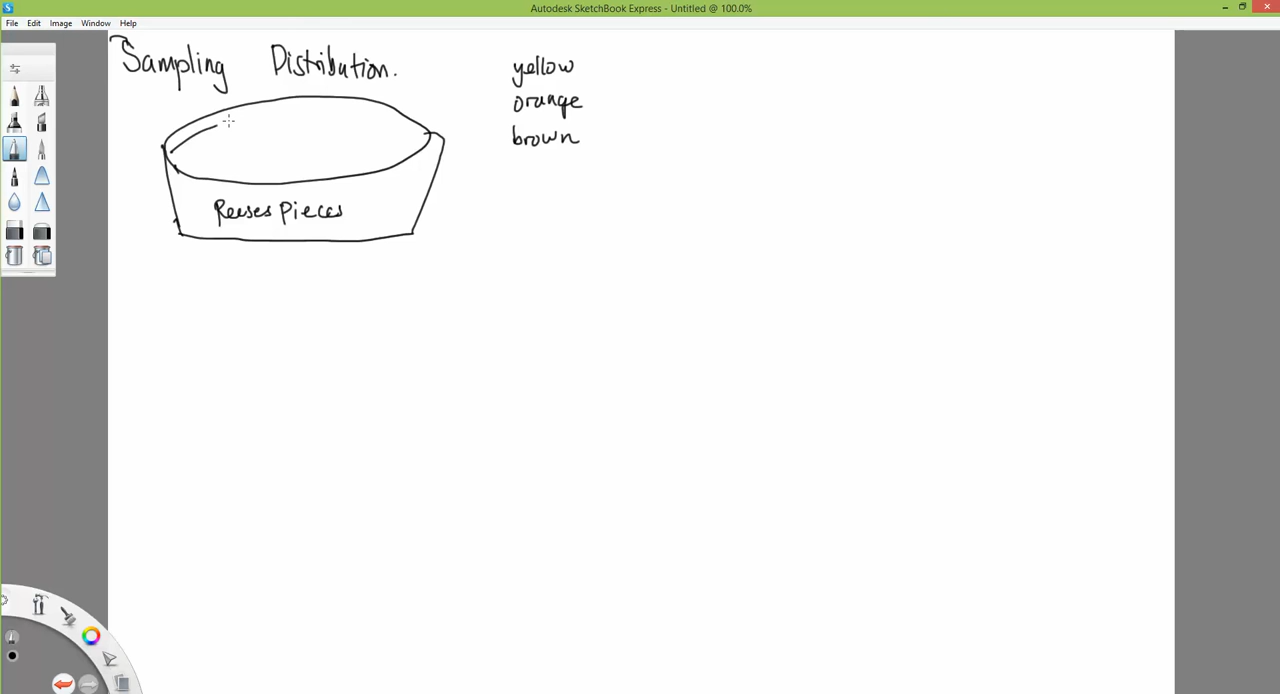 Autodesk SketchBook Express - Untitled @ 100.0%
File Edit Image Window Help
Sampling Distribution.
yellow
orange
brown
Reeses Pieces